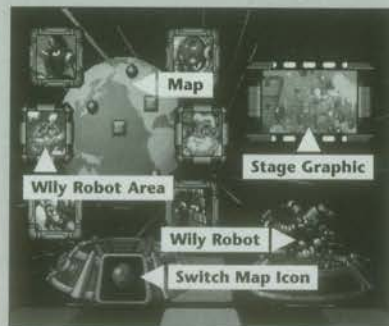 Map
Stage Graphic
Wily Robot Area
Wily Robot
Switch Map Icon